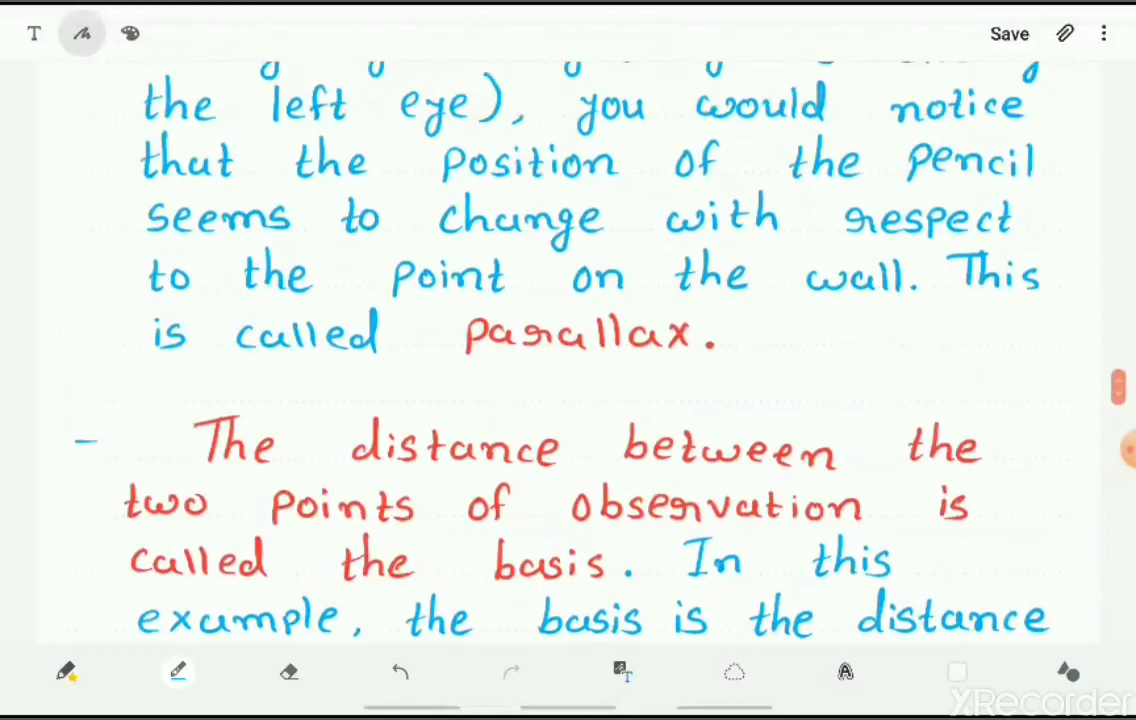 T Save
the left eye), you would notice
that the position of the pencil
seems to change with respect
to the point on the wall. This
is called parallax.
- The distance between the
two points of observation is
called the basis. In this
example, the basis is the distance
XRecorder